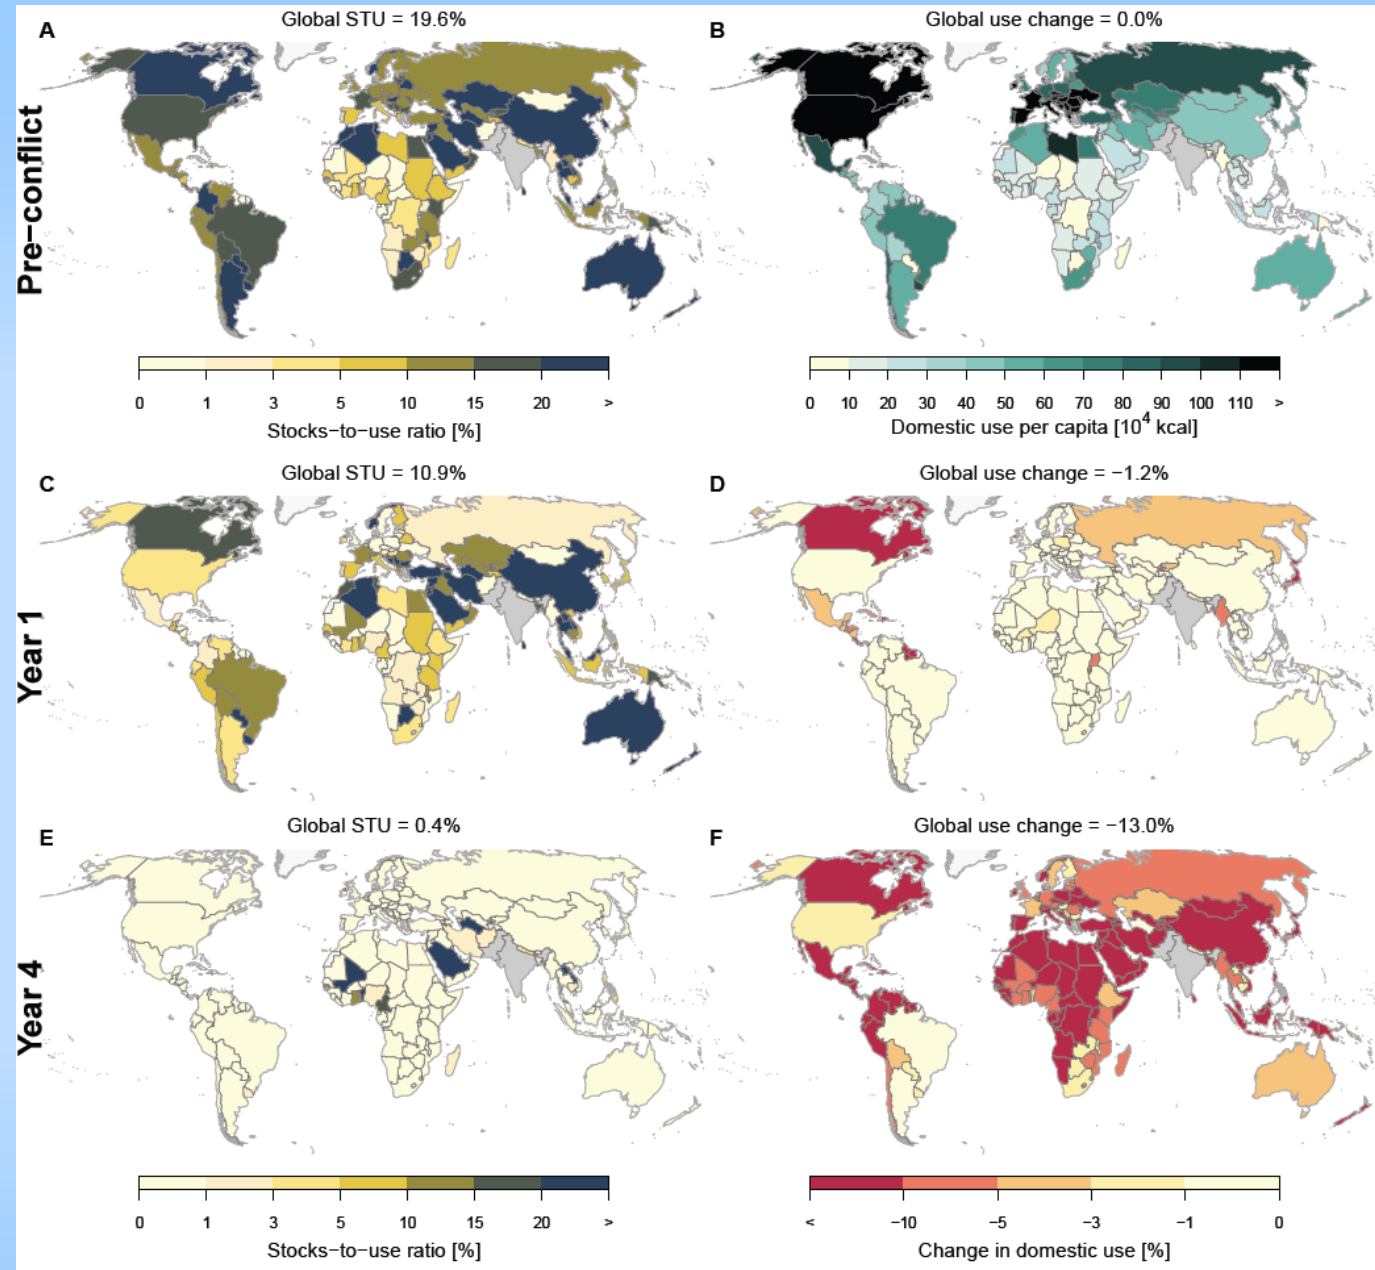 Pre−conflict
A
Global STU = 19.6%
B
Global use change = 0.0%
0 1 3 5 10 15 20 >
Stocks−to−use ratio [%]
0 10 20 30 40 50 60 70 80 90 100 110 >
Domestic use per capita [10⁴ kcal]
Year 1
C
Global STU = 10.9%
D
Global use change = −1.2%
Year 4
E
Global STU = 0.4%
F
Global use change = −13.0%
0 1 3 5 10 15 20 >
Stocks−to−use ratio [%]
< −10 −5 −3 −1 0
Change in domestic use [%]